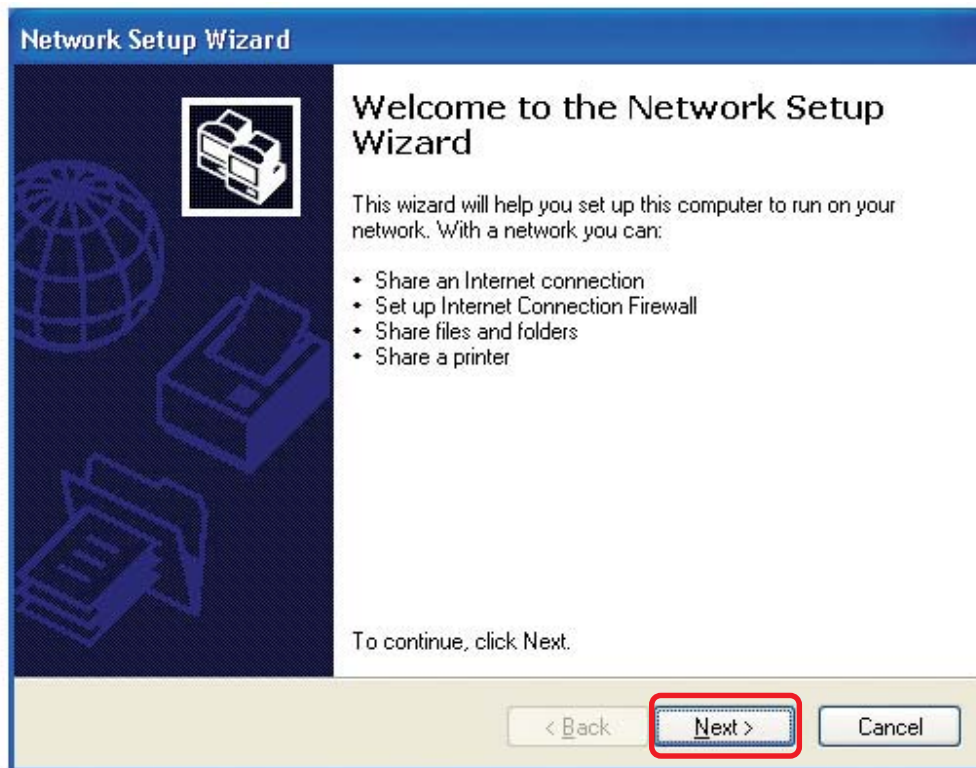 Network Setup Wizard
Welcome to the Network Setup
Wizard
This wizard will help you set up this computer to run on your
network. With a network you can:
• Share an Internet connection
• Set up Internet Connection Firewall
• Share files and folders
• Share a printer
To continue, click Next.
< Back
Next >
Cancel